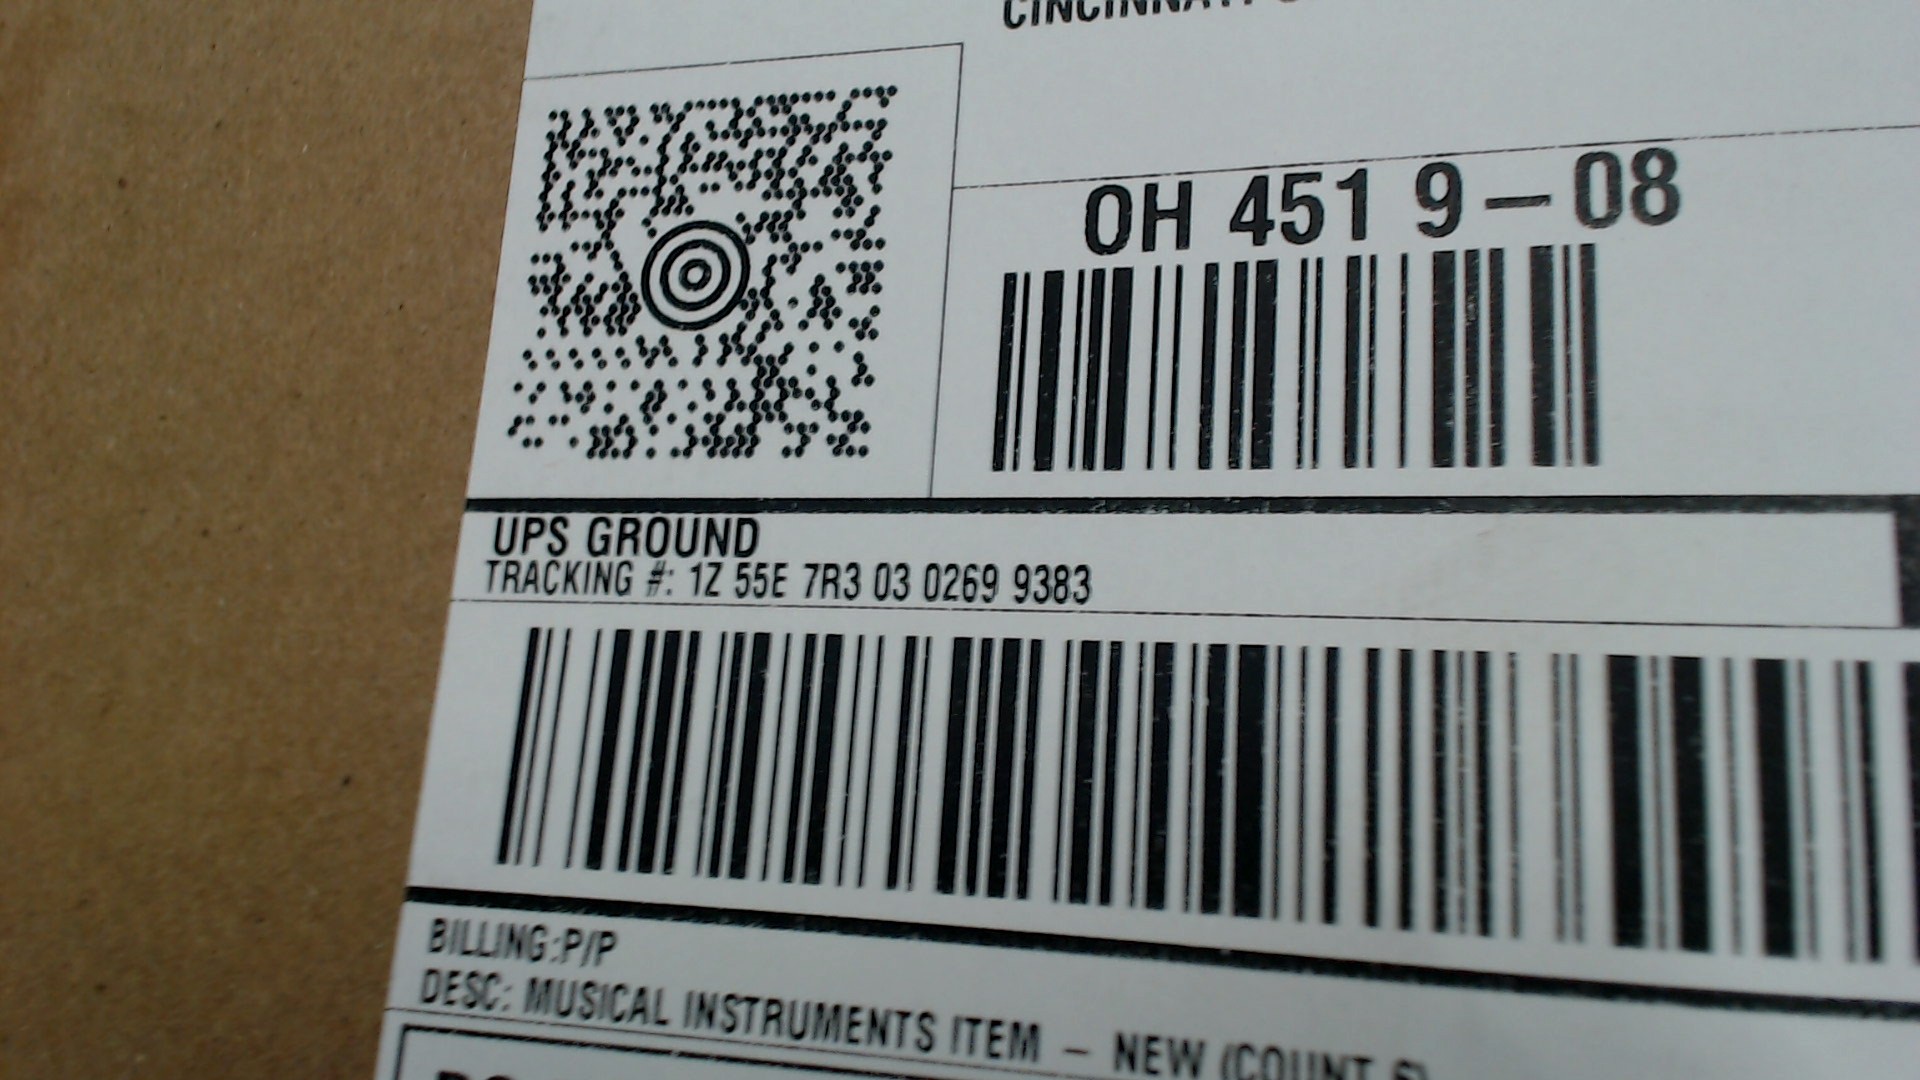 OH 451 9-08
UPS GROUND
TRACKING #: 1Z 55E 7R3 03 0269 9383
BILLING:P/P
DESC: MUSICAL INSTRUMENTS ITEM - NEW (COUNT